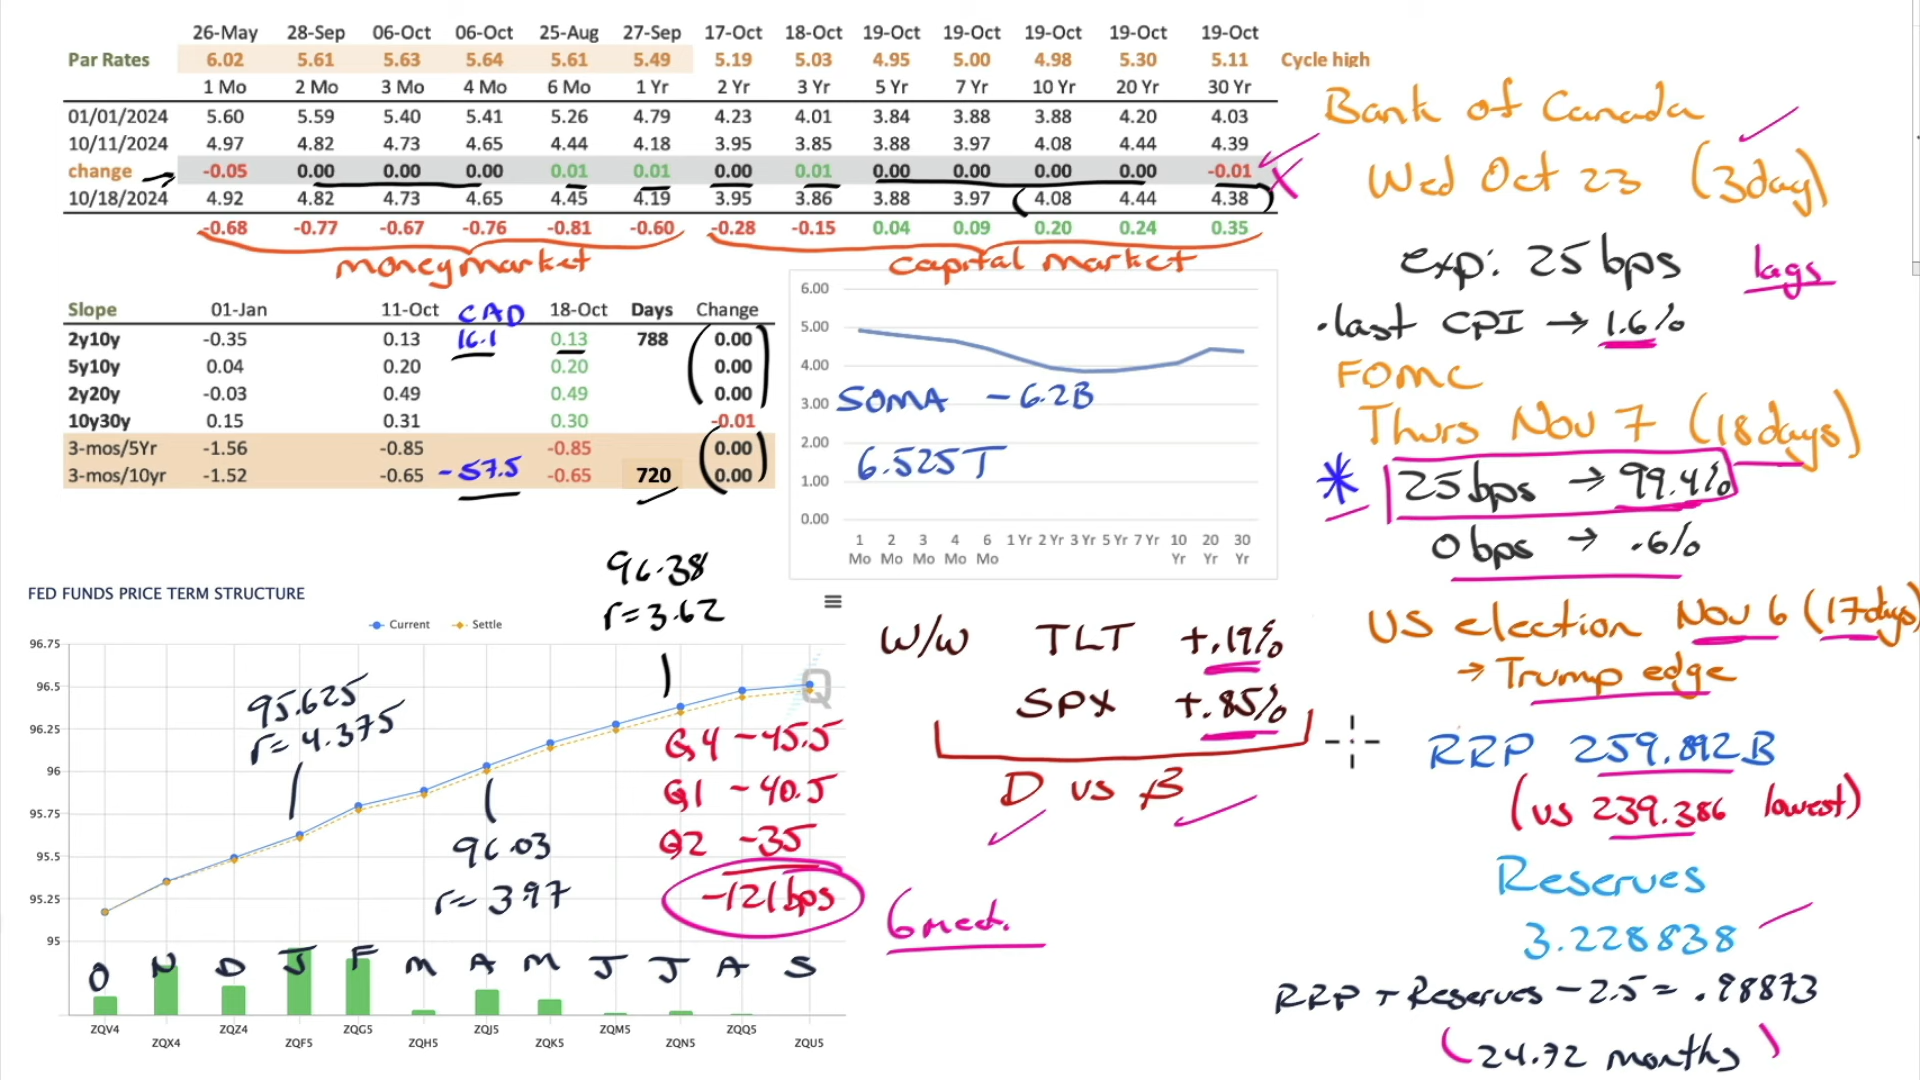 26-May 28-Sep 06-Oct 06-Oct 25-Aug 27-Sep 17-Oct 18-Oct 19-Oct 19-Oct 19-Oct 19-Oct 19-Oct
Par Rates 6.02 5.61 5.63 5.64 5.61 5.49 5.19 5.03 4.95 5.00 4.98 5.30 5.11 Cycle high
1 Mo 2 Mo 3 Mo 4 Mo 6 Mo 1 Yr 2 Yr 3 Yr 5 Yr 7 Yr 10 Yr 20 Yr 30 Yr
01/01/2024 5.60 5.59 5.40 5.41 5.26 4.79 4.23 4.01 3.84 3.88 3.88 4.20 4.03
10/11/2024 4.97 4.82 4.73 4.65 4.44 4.18 3.95 3.85 3.88 3.97 4.08 4.44 4.39
change -0.05 0.00 0.00 0.00 0.01 0.01 0.00 0.01 0.00 0.00 0.00 0.00 -0.01
10/18/2024 4.92 4.82 4.73 4.65 4.45 4.19 3.95 3.86 3.88 3.97 4.08 4.44 4.38
-0.68 -0.77 -0.67 -0.76 -0.81 -0.60 -0.28 -0.15 0.04 0.09 0.20 0.24 0.35
money market capital market
Slope 01-Jan 11-Oct CAD 18-Oct Days Change
2y10y -0.35 0.13 16.1 0.13 788 0.00
5y10y 0.04 0.20 0.20 0.00
2y20y -0.03 0.49 0.49 0.00
10y30y 0.15 0.31 0.30 -0.01
3-mos/5Yr -1.56 -0.85 -0.85 0.00
3-mos/10yr -1.52 -0.65 -57.5 -0.65 720 0.00
6.00
5.00
4.00
3.00
2.00
1.00
0.00
SOMA -6.2B
6.525T
1 Mo 2 Mo 3 Mo 4 Mo 6 Mo 1 Yr 2 Yr 3 Yr 5 Yr 7 Yr 10 Yr 20 Yr 30 Yr
Bank of Canada
Wed Oct 23 (3day)
exp: 25bps lags
•last CPI → 1.6%
FOMC
Thurs Nov 7 (18days)
* 25bps → 99.4%
0bps → .6%
US election Nov 6 (17days)
→ Trump edge
RRP 259.892B
(vs 239.386 lowest)
Reserves
3.228838
RRP + Reserves - 2.5 = .98873
(24.72 months)
FED FUNDS PRICE TERM STRUCTURE
Current Settle
96.75
96.5
96.25
96
95.75
95.5
95.25
95
96.38
r=3.62
95.625
r=4.375
96.03
r=3.97
Q
Q4 -45.5
Q1 -40.5
Q2 -35
-121bps
6meet.
O N D J F M A M J J A S
ZQV4 ZQX4 ZQZ4 ZQF5 ZQG5 ZQH5 ZQJ5 ZQK5 ZQM5 ZQN5 ZQQ5 ZQU5
W/W TLT +.19%
SPX +.85%
D vs β